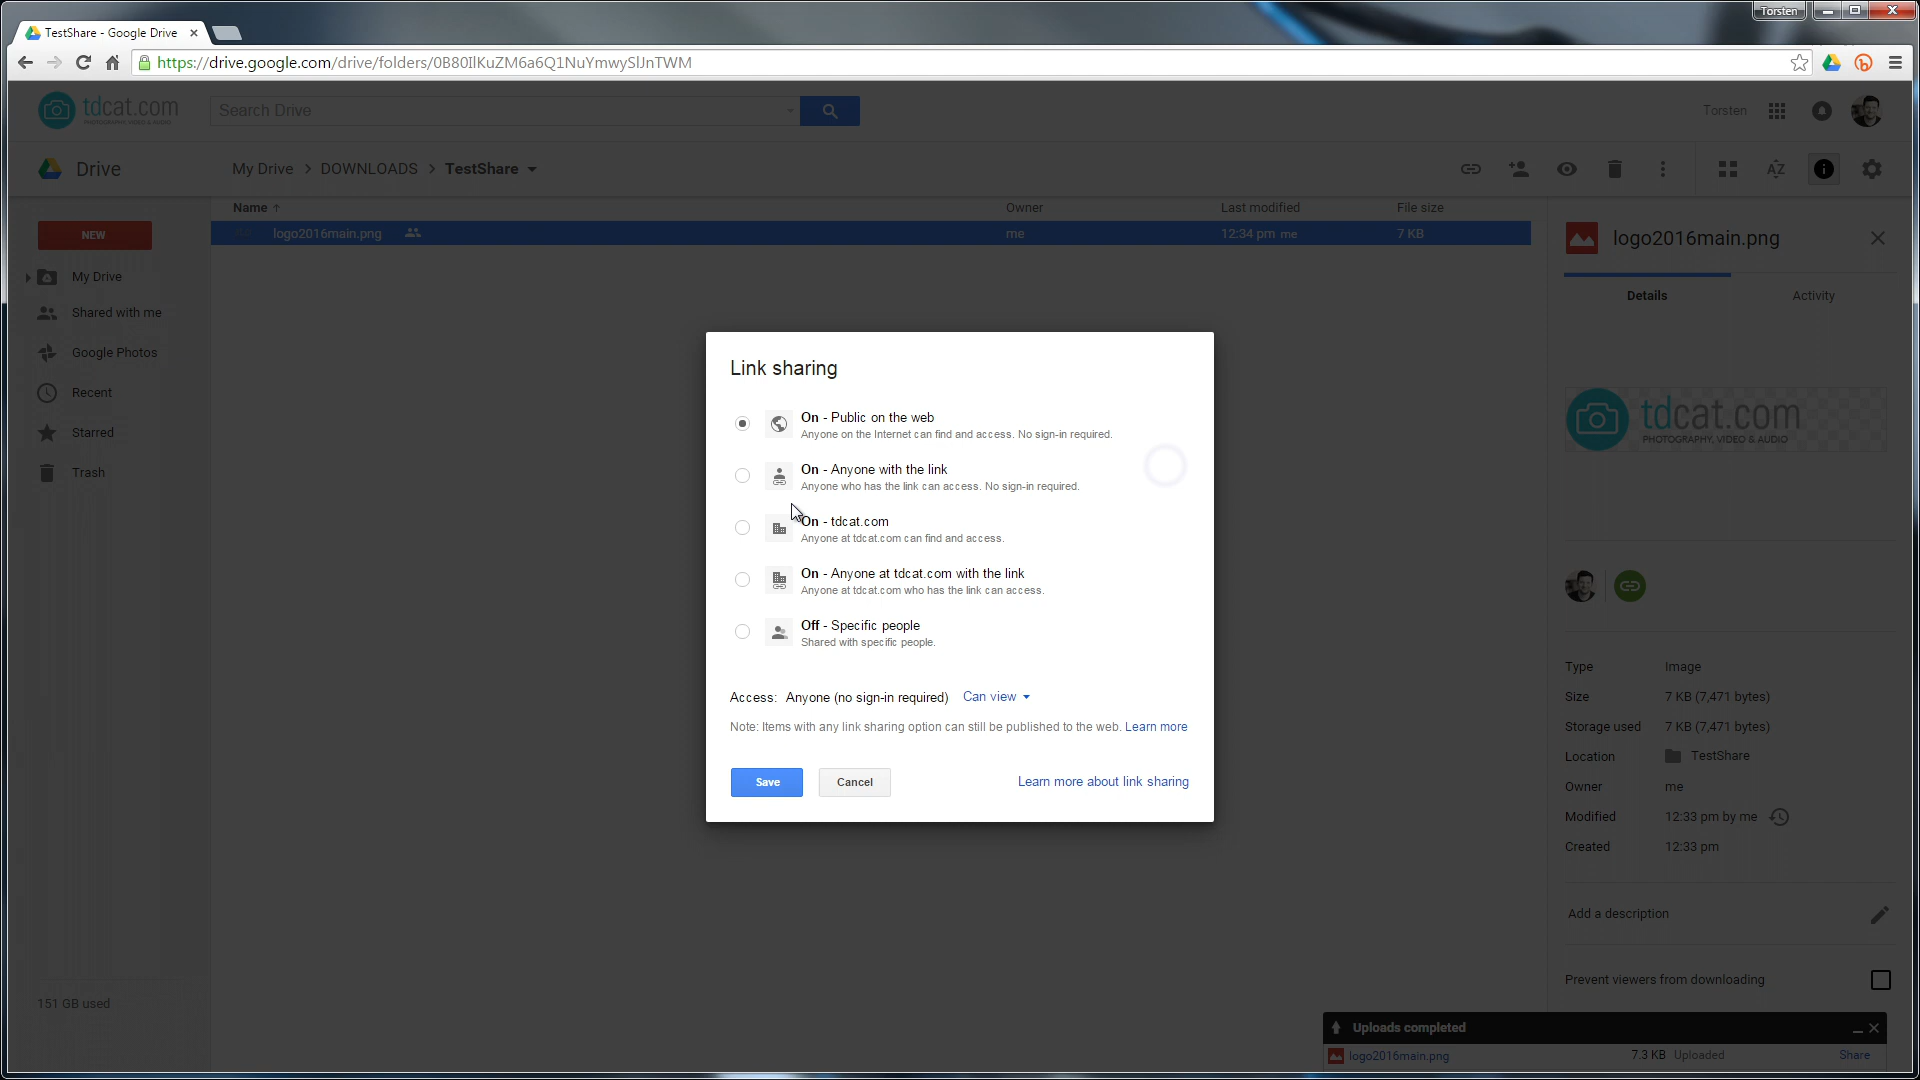 Torsten
TestShare - Google Drive
https://drive.google.com/drive/folders/0B80IlKuZM6a6Q1NuYmwySlJnTWM
tdcat.com
PHOTOGRAPHY, VIDEO & AUDIO
Search Drive
Torsten
Drive
My Drive > DOWNLOADS > TestShare
AZ
Name Owner Last modified File size
logo2016main.png me 12:34 pm me 7 KB
NEW
My Drive
Shared with me
Google Photos
Recent
Starred
Trash
151 GB used
Link sharing
On - Public on the web
Anyone on the Internet can find and access. No sign-in required.
On - Anyone with the link
Anyone who has the link can access. No sign-in required.
On - tdcat.com
Anyone at tdcat.com can find and access.
On - Anyone at tdcat.com with the link
Anyone at tdcat.com who has the link can access.
Off - Specific people
Shared with specific people.
Access: Anyone (no sign-in required) Can view
Note: Items with any link sharing option can still be published to the web. Learn more
Save Cancel Learn more about link sharing
logo2016main.png
Details Activity
tdcat.com
PHOTOGRAPHY, VIDEO & AUDIO
Type Image
Size 7 KB (7,471 bytes)
Storage used 7 KB (7,471 bytes)
Location TestShare
Owner me
Modified 12:33 pm by me
Created 12:33 pm
Add a description
Prevent viewers from downloading
Uploads completed
logo2016main.png 7.3 KB Uploaded Share